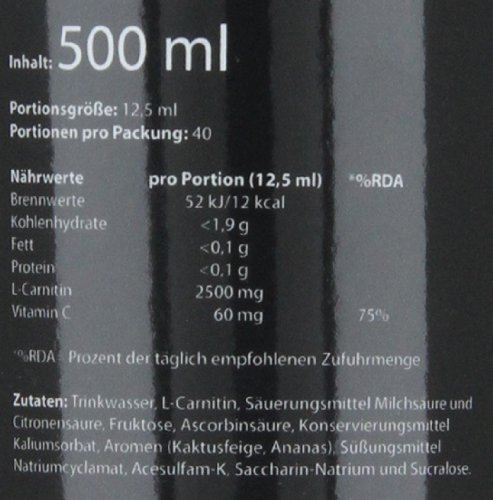 Inhalt: 500 ml
Portionsgröße: 12,5 ml
Portionen pro Packung: 40
Nährwerte pro Portion (12,5 ml) *%RDA
Brennwerte 52 kJ/12 kcal
Kohlenhydrate <1,9 g
Fett <0,1 g
Protein <0,1 g
L-Carnitin 2500 mg
Vitamin C 60 mg 75%
*%RDA - Prozent der täglich empfohlenen Zufuhrmenge
Zutaten: Trinkwasser, L-Carnitin, Säuerungsmittel Milchsäure und
Citronensäure, Fruktose, Ascorbinsäure, Konservierungsmittel
Kaliumsorbat, Aromen (Kaktusfeige, Ananas), Süßungsmittel
Natriumcyclamat, Acesulfam-K, Saccharin-Natrium und Sucralose.